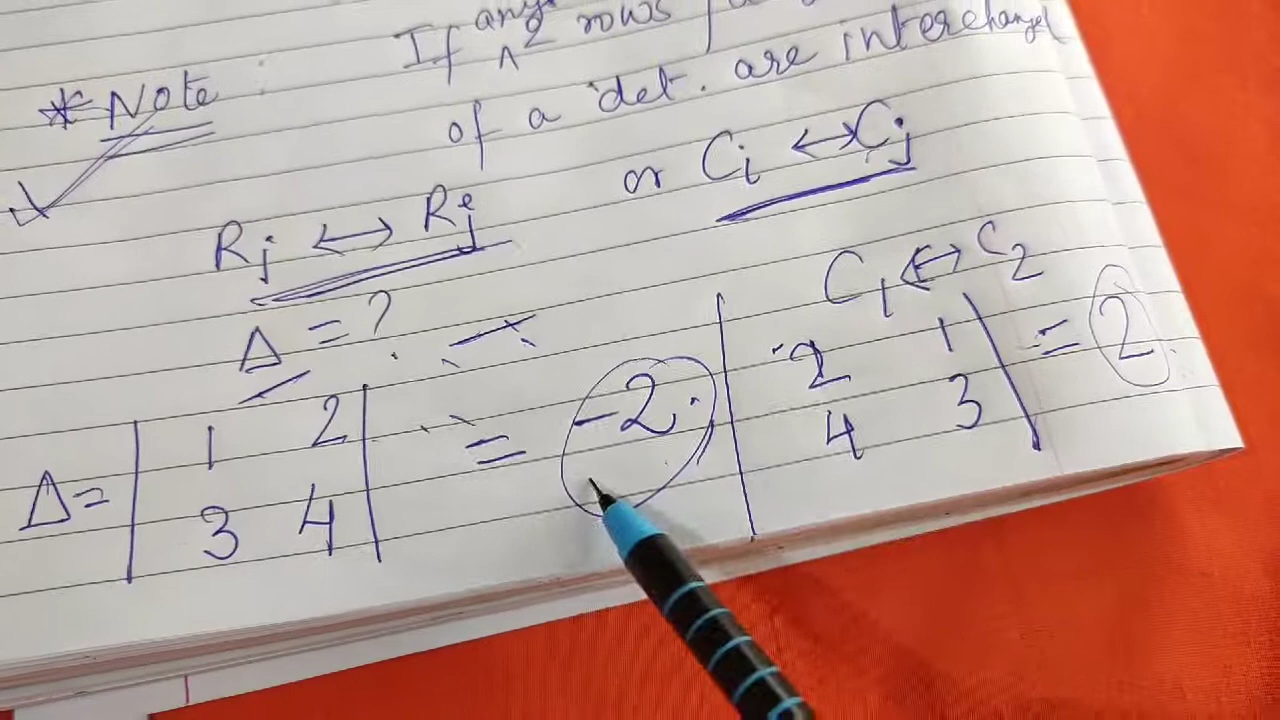 If any 2 rows
* Note :
of a det. are interchanged
Rj ↔ Rj or Ci ↔ Cj
Δ = ? C1 ↔ C2
Δ = | 1 2 | = -2. | 2 1 | = 2
| 3 4 | | 4 3 |